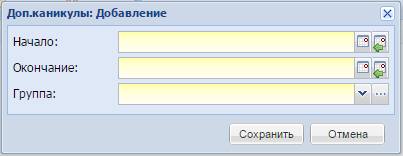 Доп.каникулы: Добавление
Начало:
Окончание:
Группа:
Сохранить Отмена